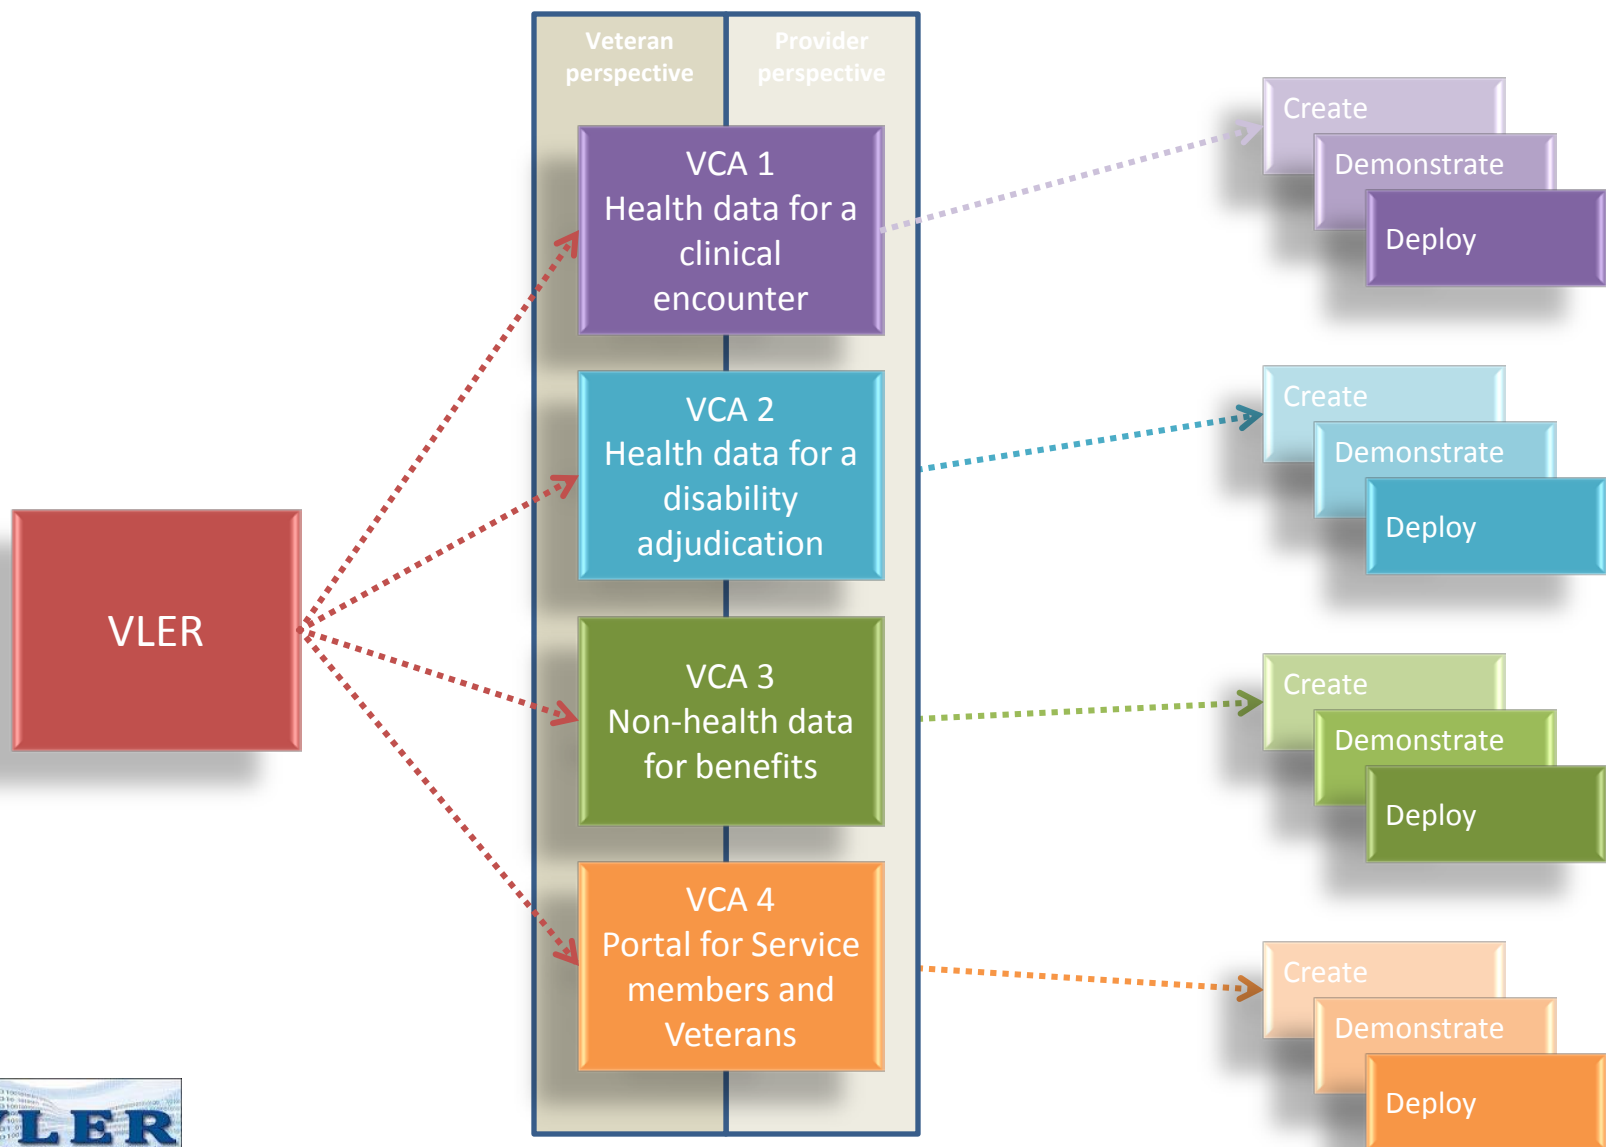 Veteran
perspective
Provider
perspective
VLER
VCA 1
Health data for a
clinical
encounter
VCA 2
Health data for a
disability
adjudication
VCA 3
Non-health data
for benefits
VCA 4
Portal for Service
members and
Veterans
Create
Demonstrate
Deploy
Create
Demonstrate
Deploy
Create
Demonstrate
Deploy
Create
Demonstrate
Deploy
VLER